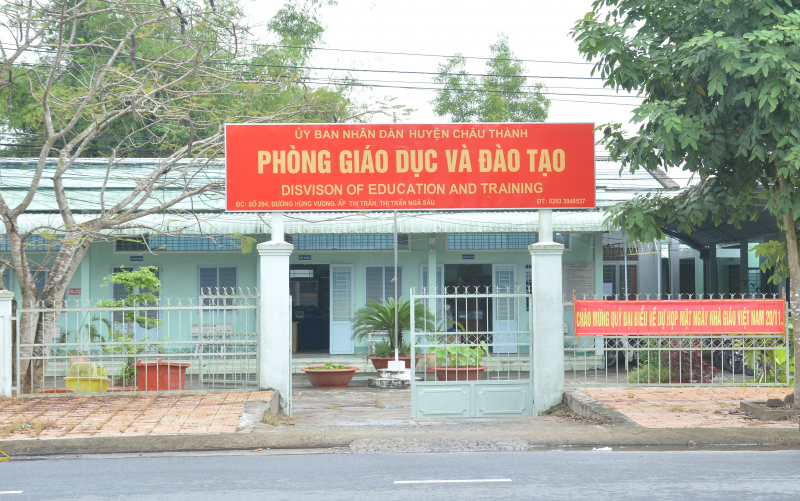 ỦY BAN NHÂN DÂN HUYỆN CHÂU THÀNH
PHÒNG GIÁO DỤC VÀ ĐÀO TẠO
DISVISON OF EDUCATION AND TRAINING
ĐC: SỐ 294, ĐƯỜNG HÙNG VƯƠNG, ẤP THỊ TRẤN, THỊ TRẤN NGÃ SÁU ĐT: 0293 3948537
CHÀO MỪNG QUÝ ĐẠI BIỂU VỀ DỰ HỌP MẶT NGÀY NHÀ GIÁO VIỆT NAM 20/11